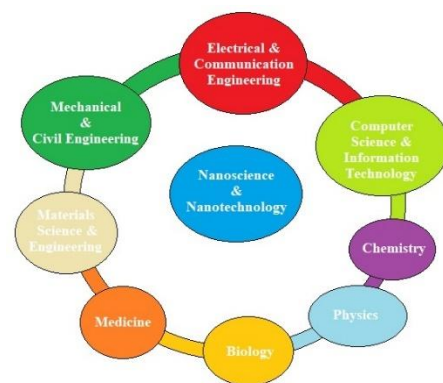 Electrical &
Communication
Engineering
Mechanical
&
Civil Engineering
Computer
Science &
Information
Technology
Nanoscience
&
Nanotechnology
Materials
Science &
Engineering
Chemistry
Medicine
Physics
Biology